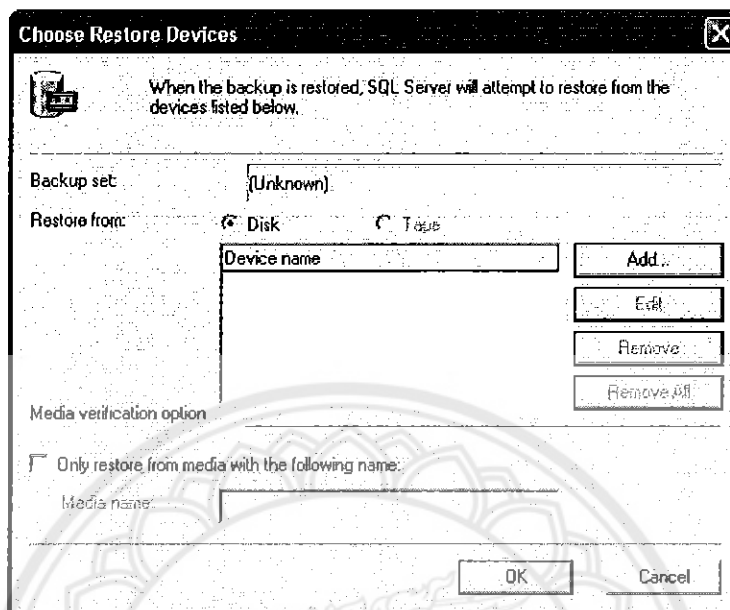 Choose Restore Devices
When the backup is restored, SQL Server will attempt to restore from the
devices listed below.
Backup set:
(Unknown)
Restore from:
Disk
Tape
Device name
Add...
Edit
Remove
Remove All
Media verification option
Only restore from media with the following name:
Media name:
OK
Cancel